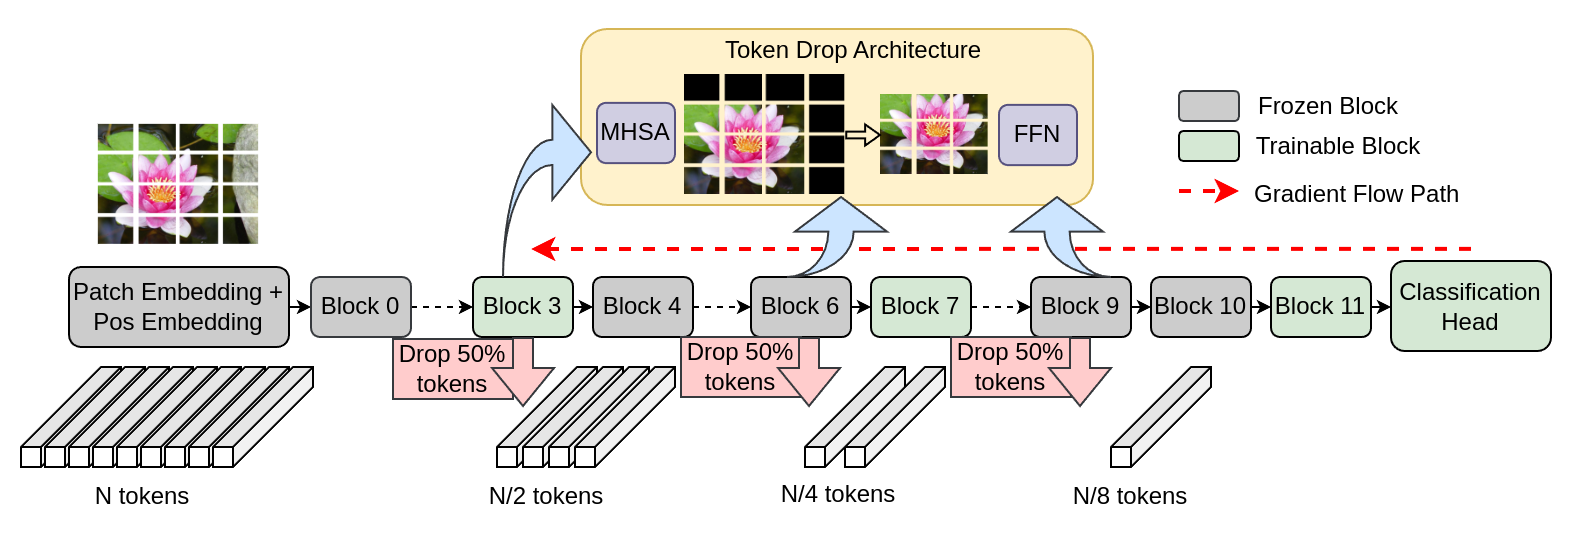 Token Drop Architecture
MHSA
FFN
Frozen Block
Trainable Block
Gradient Flow Path
Patch Embedding +
Pos Embedding
Block 0
Block 3
Block 4
Block 6
Block 7
Block 9
Block 10
Block 11
Classification
Head
Drop 50%
tokens
Drop 50%
tokens
Drop 50%
tokens
N tokens
N/2 tokens
N/4 tokens
N/8 tokens